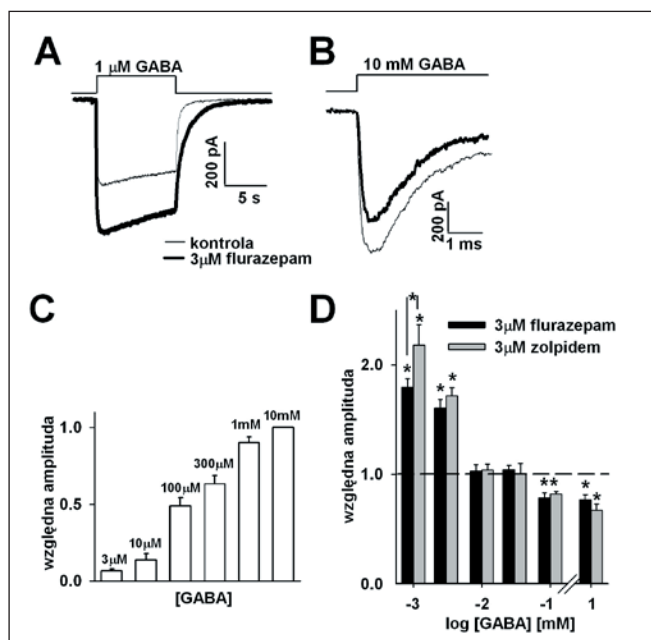 A
1 µM GABA
200 pA
5 s
kontrola
3µM flurazepam
B
10 mM GABA
200 pA
1 ms
C
względna amplituda
1.0
0.5
0.0
3µM
10µM
100µM
300µM
1mM
10mM
[GABA]
D
3µM flurazepam
3µM zolpidem
względna amplituda
2.0
1.0
0.0
* * * * * ** * *
-3 -2 -1 1
log [GABA] [mM]